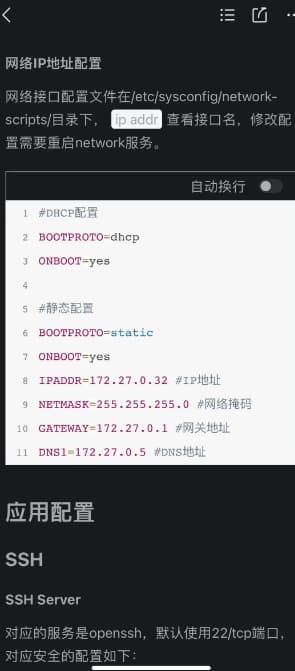 网络IP地址配置
网络接口配置文件在/etc/sysconfig/network-
scripts/目录下， ip addr 查看接口名，修改配
置需要重启network服务。
自动换行
1 #DHCP配置
2 BOOTPROTO=dhcp
3 ONBOOT=yes
4
5 #静态配置
6 BOOTPROTO=static
7 ONBOOT=yes
8 IPADDR=172.27.0.32 #IP地址
9 NETMASK=255.255.255.0 #网络掩码
10 GATEWAY=172.27.0.1 #网关地址
11 DNS1=172.27.0.5 #DNS地址
应用配置
SSH
SSH Server
对应的服务是openssh，默认使用22/tcp端口，
对应安全的配置如下：